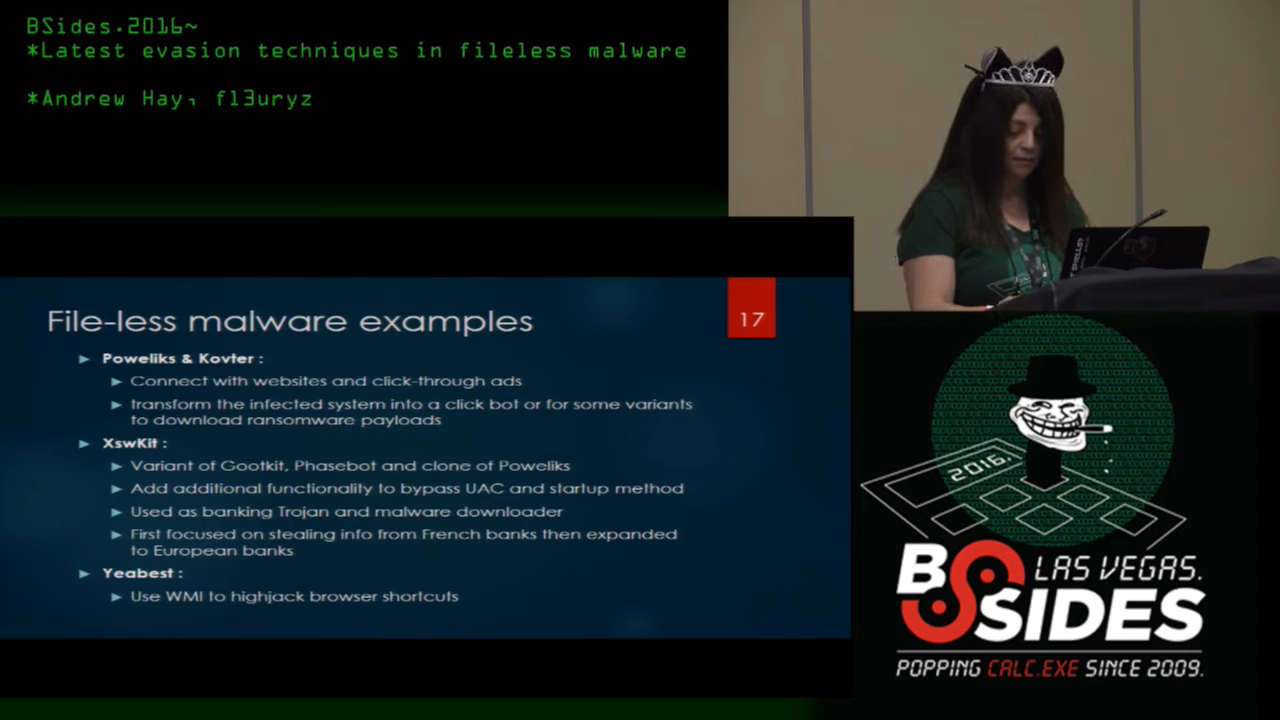 BSides.2016~
*Latest evasion techniques in fileless malware
*Andrew Hay, fl3uryz
File-less malware examples
17
Poweliks & Kovter :
Connect with websites and click-through ads
transform the infected system into a click bot or for some variants
to download ransomware payloads
XswKit :
Variant of Gootkit, Phasebot and clone of Poweliks
Add additional functionality to bypass UAC and startup method
Used as banking Trojan and malware downloader
First focused on stealing info from French banks then expanded
to European banks
Yeabest :
Use WMI to highjack browser shortcuts
2016.
BSIDES
LAS VEGAS.
POPPING CALC.EXE SINCE 2009.